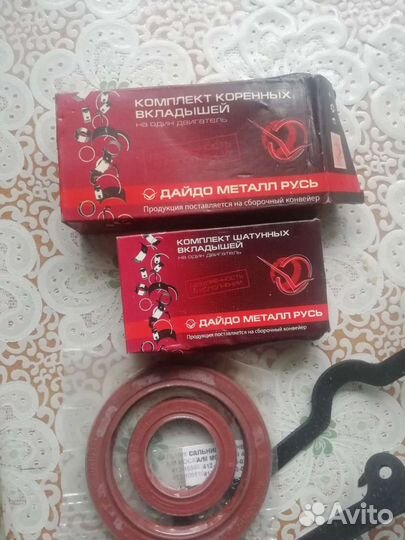 КОМПЛЕКТ КОРЕННЫХ
ВКЛАДЫШЕЙ
на один двигатель
ДАЙДО МЕТАЛЛ РУСЬ
Продукция поставляется на сборочный конвейер
КОМПЛЕКТ ШАТУННЫХ
ВКЛАДЫШЕЙ
на один двигатель
ДАЙДО МЕТАЛЛ РУСЬ
Продукция поставляется на сборочный конвейер
Avito